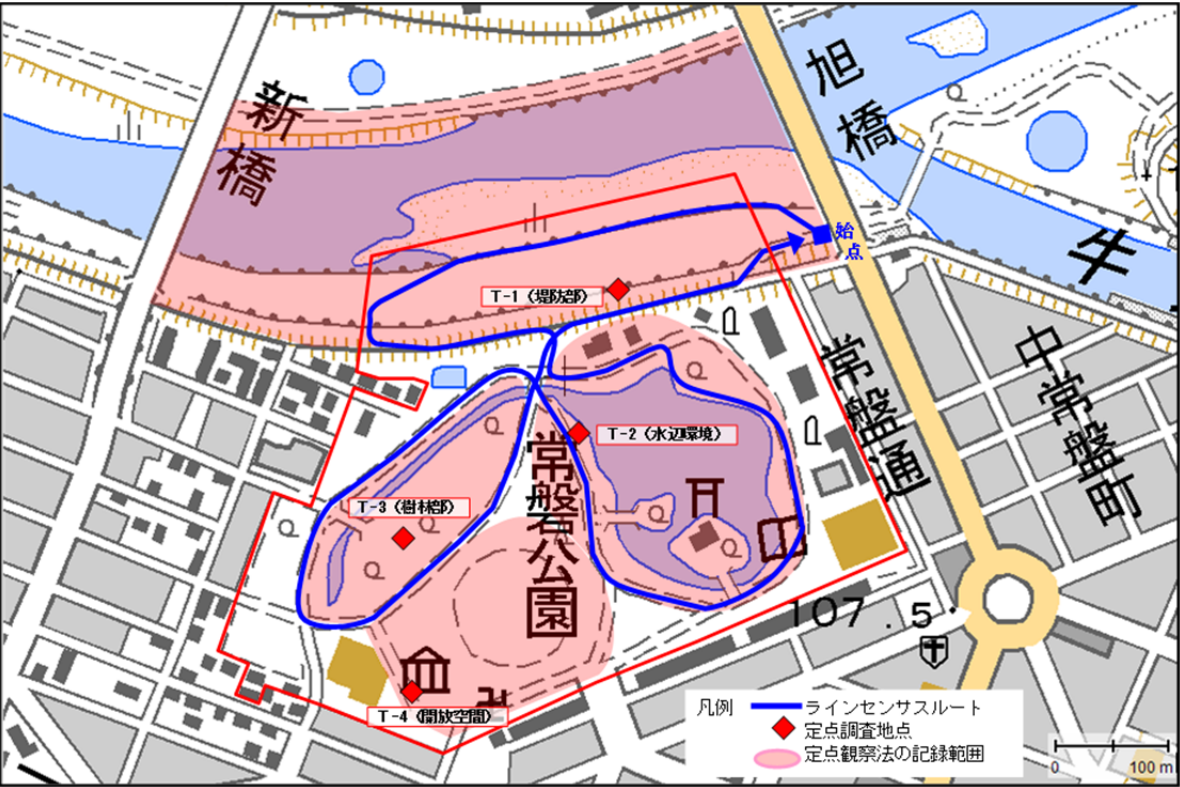 新橋
旭橋
始点
牛
T-1（堤防部）
常盤通
中常盤町
T-2（水辺環境）
常磐公園
T-3（樹林部）
107.5
T-4（開放空間）
凡例
ラインセンサスルート
定点調査地点
定点観察法の記録範囲
0
100 m